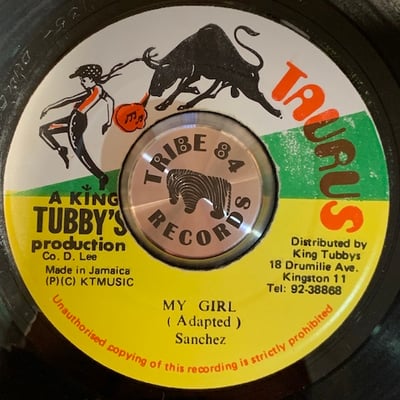 TAURUS
TRIBE 84
RECORDS
A KING
TUBBY'S
production
Co. D. Lee
Made in Jamaica
(P)(C) KTMUSIC
Distributed by
King Tubbys
18 Drumilie Ave.
Kingston 11
Tel: 92-38868
MY GIRL
( Adapted )
Sanchez
Unauthorised copying of this recording is strictly prohibited